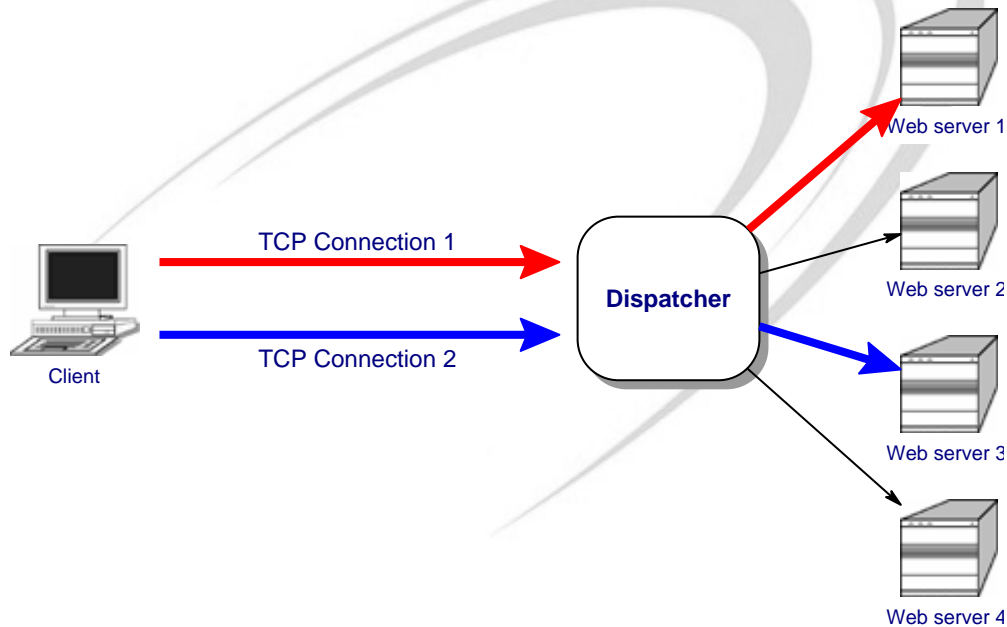 Web server 1
TCP Connection 1
Web server 2
Dispatcher
TCP Connection 2
Client
Web server 3
Web server 4